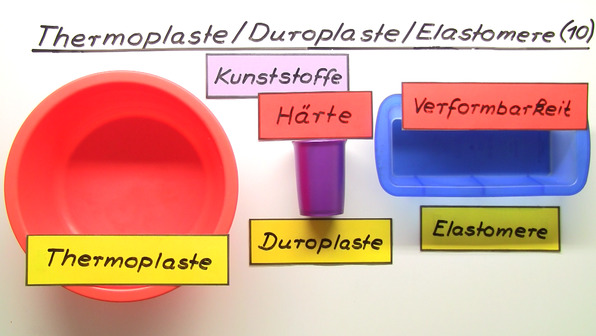 Thermoplaste/Duroplaste/Elastomere (10)
Kunststoffe
Härte
Verformbarkeit
Thermoplaste
Duroplaste
Elastomere